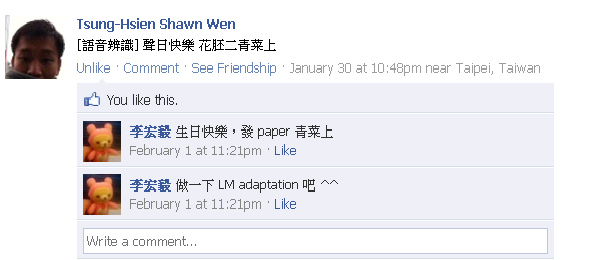 Tsung-Hsien Shawn Wen
[語音辨識] 聲日快樂 花胚二青菜上
Unlike · Comment · See Friendship · January 30 at 10:48pm near Taipei, Taiwan
You like this.
李宏毅 生日快樂，發 paper 青菜上
February 1 at 11:21pm · Like
李宏毅 做一下 LM adaptation 吧 ^^
February 1 at 11:21pm · Like
Write a comment...